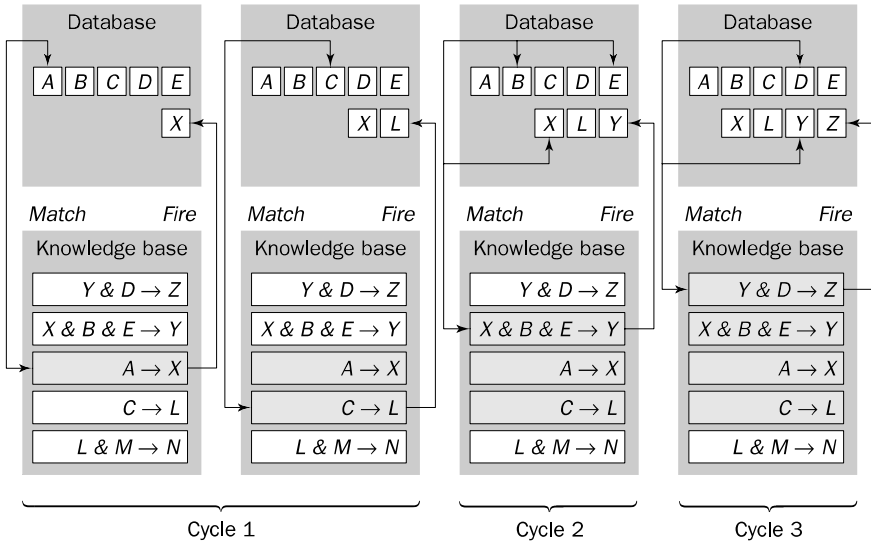 Database Database Database Database
A B C D E A B C D E A B C D E A B C D E
X X L X L Y X L Y Z
Match Fire Match Fire Match Fire Match Fire
Knowledge base Knowledge base Knowledge base Knowledge base
Y & D → Z Y & D → Z Y & D → Z Y & D → Z
X & B & E → Y X & B & E → Y X & B & E → Y X & B & E → Y
A → X A → X A → X A → X
C → L C → L C → L C → L
L & M → N L & M → N L & M → N L & M → N
Cycle 1 Cycle 2 Cycle 3